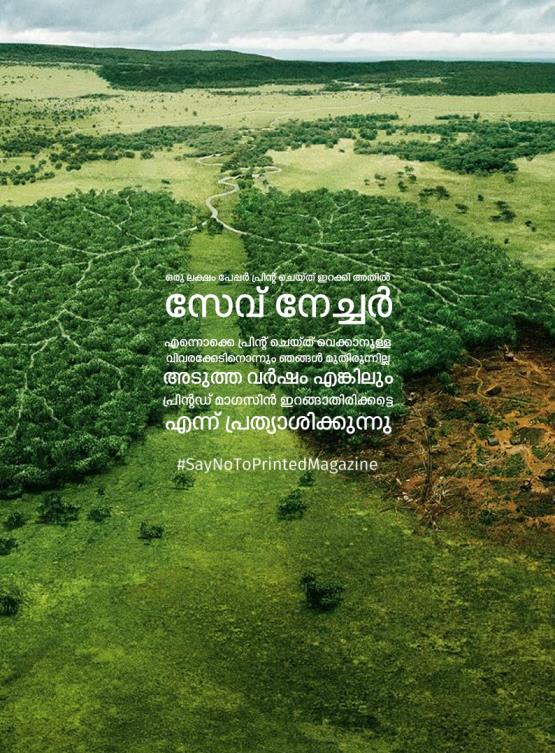 ഒരു ലക്ഷം പേപ്പർ പ്രിന്റ് ചെയ്ത് ഇറക്കി അതിൽ
സേവ് നേച്ചർ
എന്നൊക്കെ പ്രിന്റ് ചെയ്ത് വെക്കാനുള്ള
വിവരക്കേടിനൊന്നും ഞങ്ങൾ മുതിരുന്നില്ല
അടുത്ത വർഷം എങ്കിലും
പ്രിന്റഡ് മാഗസിൻ ഇറങ്ങാതിരിക്കട്ടെ
എന്ന് പ്രത്യാശിക്കുന്നു
#SayNoToPrintedMagazine